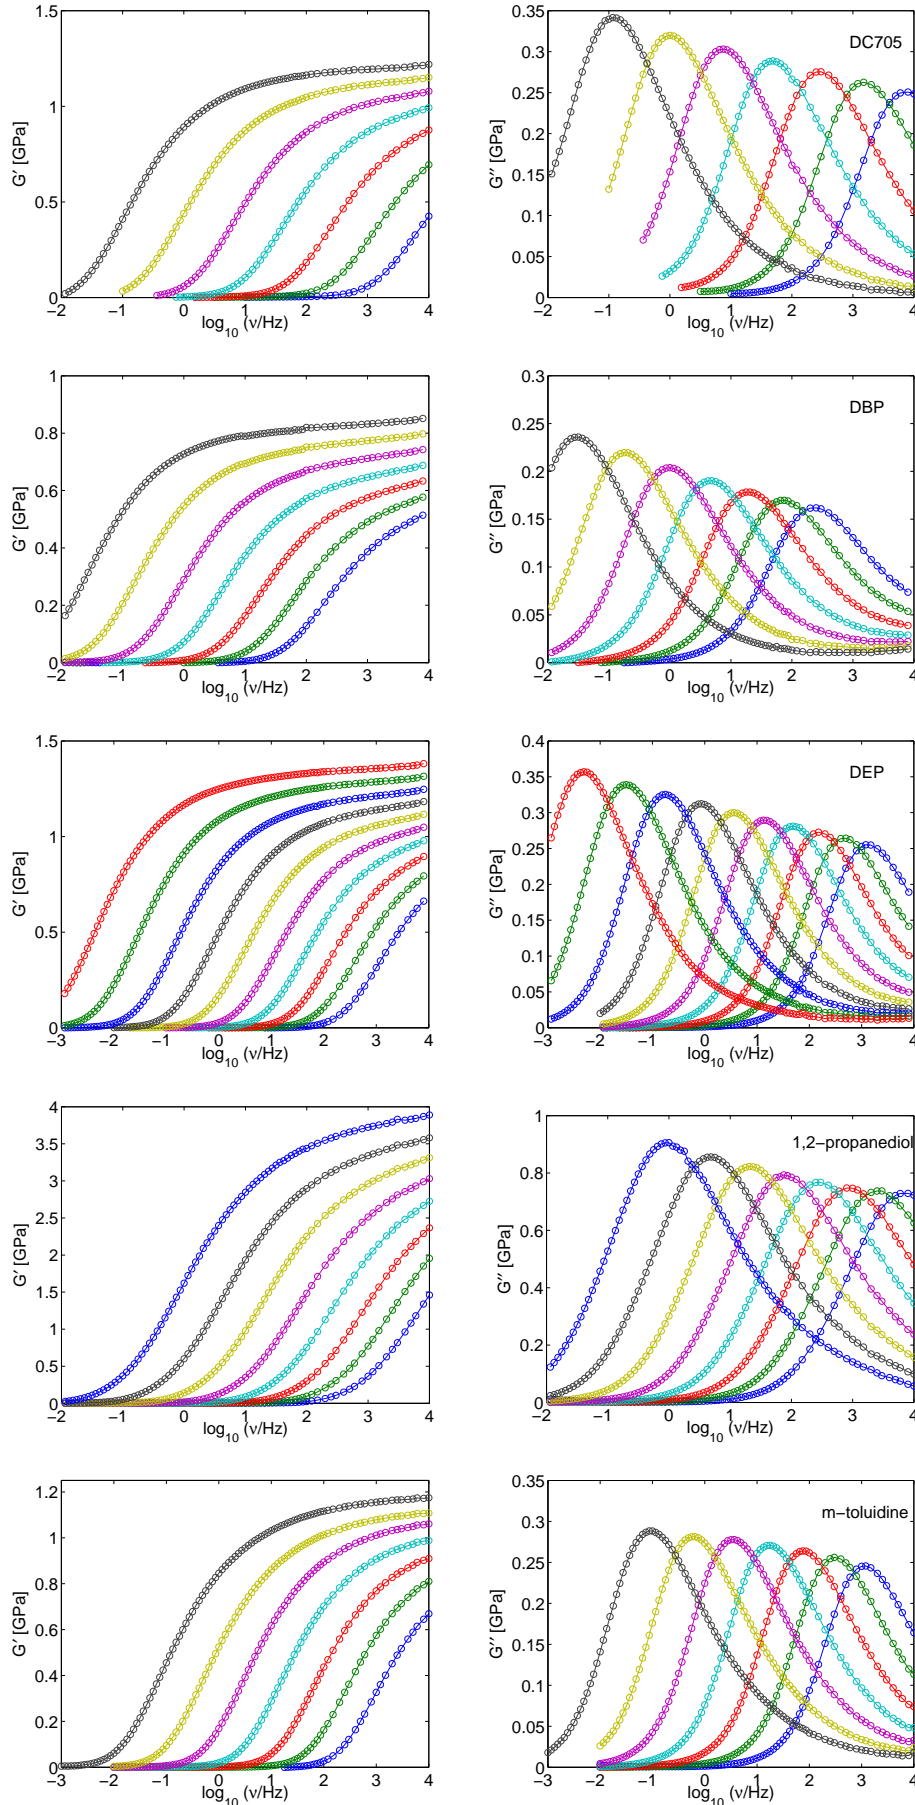 1.5
1
0.5
0
G′ [GPa]
−2 −1 0 1 2 3 4
log10 (ν/Hz)
0.35
0.3
0.25
0.2
0.15
0.1
0.05
0
G″ [GPa]
DC705
−2 −1 0 1 2 3 4
log10 (ν/Hz)
1
0.8
0.6
0.4
0.2
0
G′ [GPa]
−2 −1 0 1 2 3 4
log10 (ν/Hz)
0.3
0.25
0.2
0.15
0.1
0.05
0
G″ [GPa]
DBP
−2 −1 0 1 2 3 4
log10 (ν/Hz)
1.5
1
0.5
0
G′ [GPa]
−3 −2 −1 0 1 2 3 4
log10 (ν/Hz)
0.4
0.35
0.3
0.25
0.2
0.15
0.1
0.05
0
G″ [GPa]
DEP
−3 −2 −1 0 1 2 3 4
log10 (ν/Hz)
4
3.5
3
2.5
2
1.5
1
0.5
0
G′ [GPa]
−2 −1 0 1 2 3 4
log10 (ν/Hz)
1
0.8
0.6
0.4
0.2
0
G″ [GPa]
1,2−propanediol
−2 −1 0 1 2 3 4
log10 (ν/Hz)
1.2
1
0.8
0.6
0.4
0.2
0
G′ [GPa]
−3 −2 −1 0 1 2 3 4
log10 (ν/Hz)
0.35
0.3
0.25
0.2
0.15
0.1
0.05
0
G″ [GPa]
m−toluidine
−3 −2 −1 0 1 2 3 4
log10 (ν/Hz)